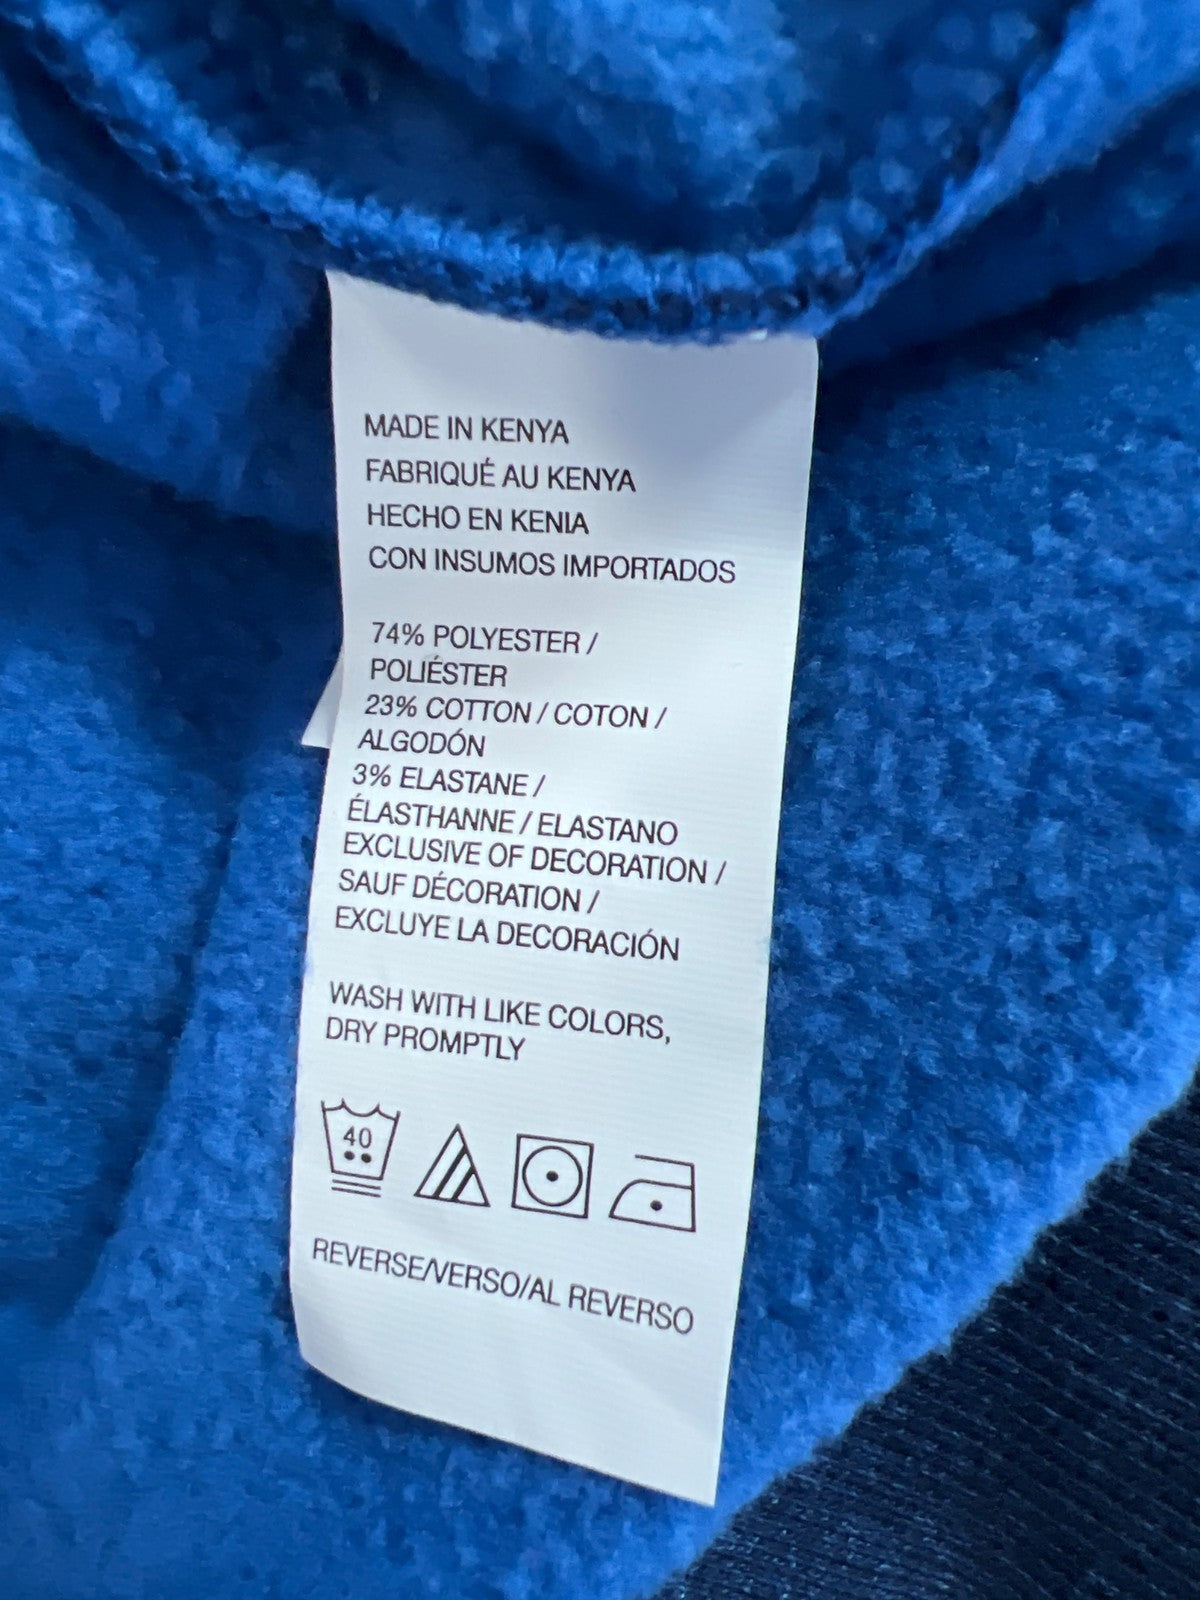 MADE IN KENYA
FABRIQUÉ AU KENYA
HECHO EN KENIA
CON INSUMOS IMPORTADOS
74% POLYESTER /
POLIÉSTER
23% COTTON / COTON /
ALGODÓN
3% ELASTANE /
ÉLASTHANNE / ELASTANO
EXCLUSIVE OF DECORATION /
SAUF DÉCORATION /
EXCLUYE LA DECORACIÓN
WASH WITH LIKE COLORS,
DRY PROMPTLY
40
REVERSE/VERSO/AL REVERSO